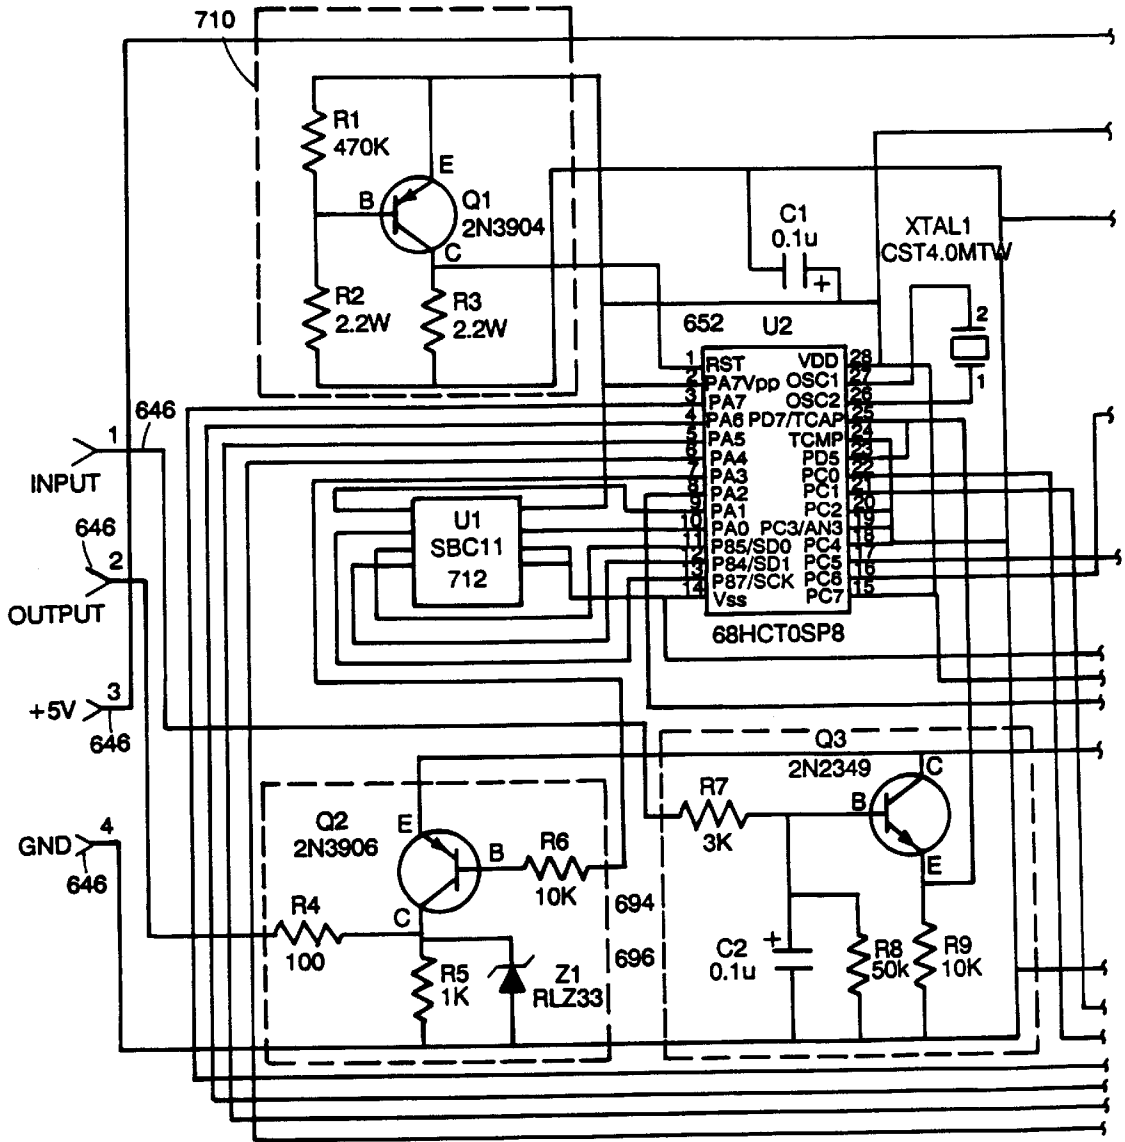 710
R1
470K
E
B
Q1
2N3904
C
R2
2.2W
R3
2.2W
C1
0.1u
+
XTAL1
CST4.0MTW
2
1
652
U2
1 RST
2 PA7Vpp
3 PA7
4 PA6
5 PA5
6 PA4
7 PA3
8 PA2
9 PA1
10 PA0
11 P85/SD0
12 P84/SD1
13 P87/SCK
14 Vss
VDD 28
OSC1 27
OSC2 26
PD7/TCAP 25
TCMP 24
PD5 23
PC0 22
PC1 21
PC2 20
PC3/AN3 19
PC4 18
PC5 17
PC6 16
PC7 15
68HCT0SP8
U1
SBC11
712
646
1
INPUT
646
2
OUTPUT
3
+5V
646
4
GND
646
Q2
2N3906
E
B
C
R6
10K
R4
100
R5
1K
Z1
RLZ33
694
696
Q3
2N2349
C
B
E
R7
3K
C2
0.1u
+
R8
50k
R9
10K